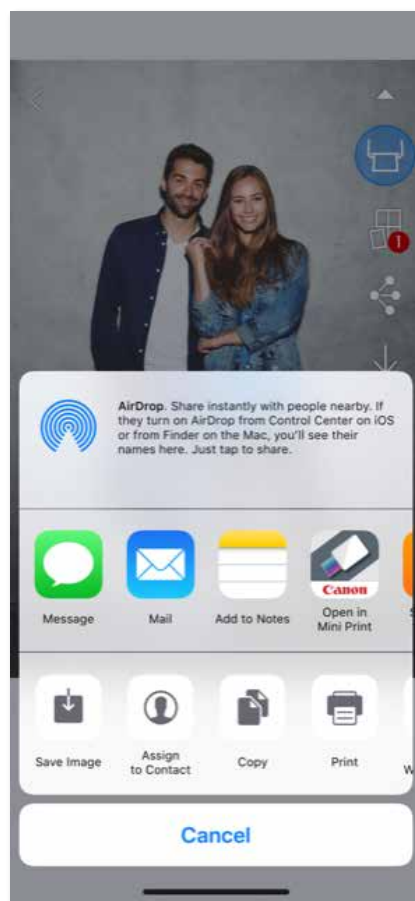 1
AirDrop. Share instantly with people nearby. If
they turn on AirDrop from Control Center on iOS
or from Finder on the Mac, you'll see their
names here. Just tap to share.
Message
Mail
Add to Notes
Canon
Open in
Mini Print
Save Image
Assign
to Contact
Copy
Print
Cancel